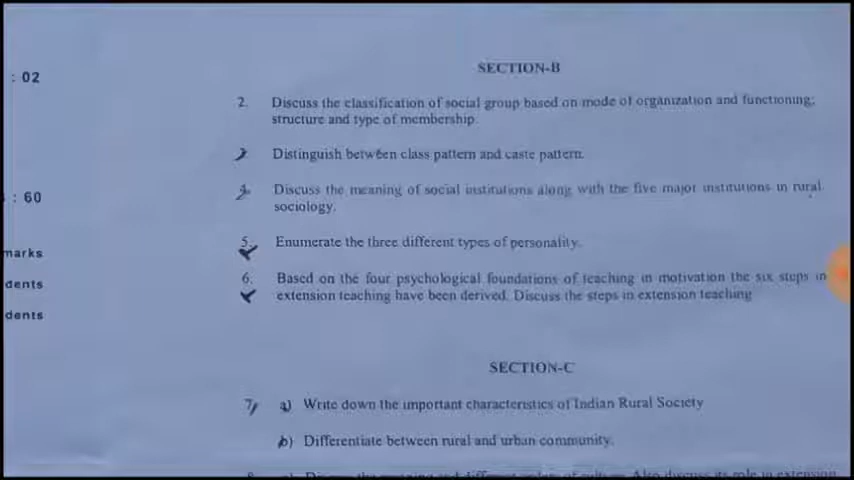 SECTION-B
: 02
2. Discuss the classification of social group based on mode of organization and functioning;
structure and type of membership.
3. Distinguish between class pattern and caste pattern.
4. Discuss the meaning of social institutions along with the five major institutions in rural
: 60
sociology.
5. Enumerate the three different types of personality.
marks
6. Based on the four psychological foundations of teaching in motivation the six steps in
dents
extension teaching have been derived. Discuss the steps in extension teaching
dents
SECTION-C
7. a) Write down the important characteristics of Indian Rural Society
b) Differentiate between rural and urban community.